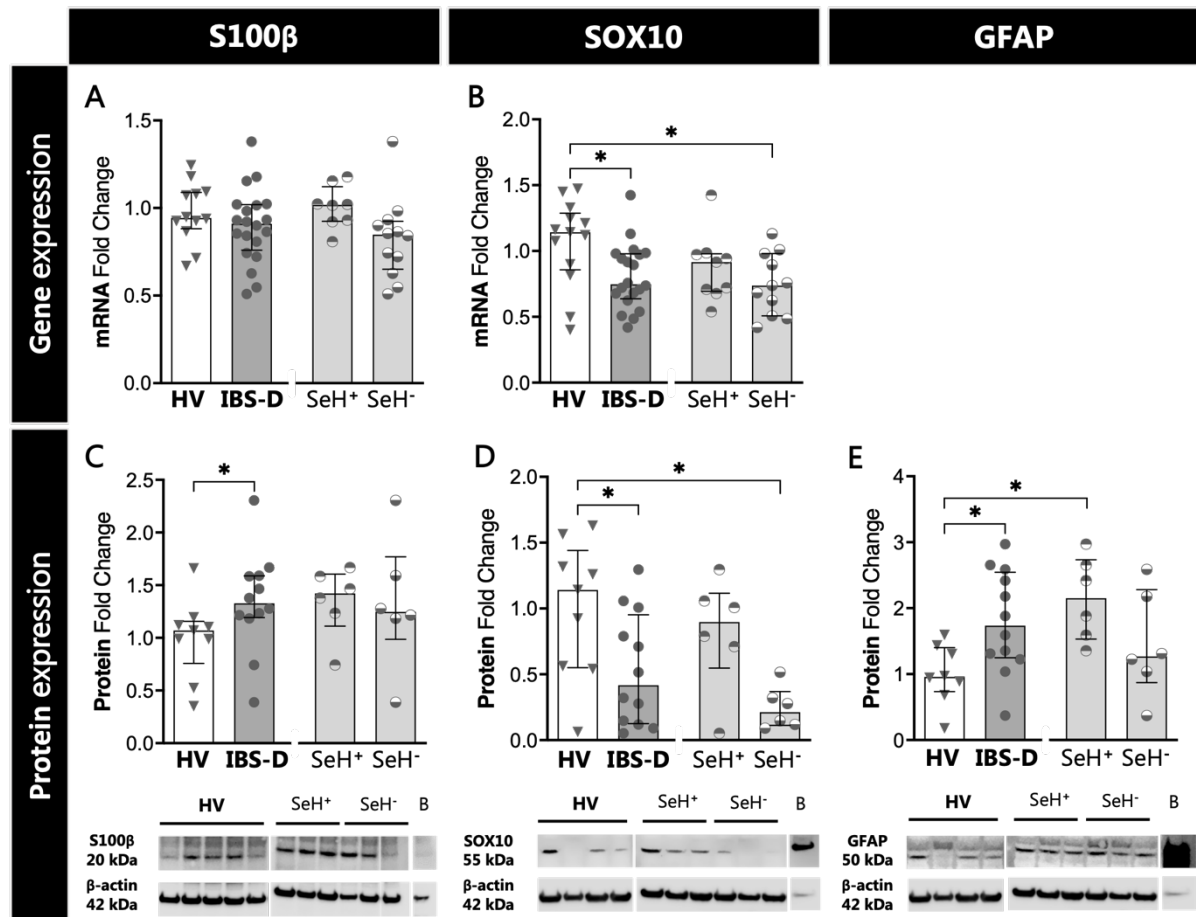 S100β
SOX10
GFAP
Gene expression
A
mRNA Fold Change
1.5
1.0
0.5
0.0
HV IBS-D SeH⁺ SeH⁻
B
mRNA Fold Change
2.0
1.5
1.0
0.5
0.0
*
*
HV IBS-D SeH⁺ SeH⁻
Protein expression
C
Protein Fold Change
2.5
2.0
1.5
1.0
0.5
0.0
*
HV IBS-D SeH⁺ SeH⁻
D
Protein Fold Change
2.0
1.5
1.0
0.5
0.0
*
*
HV IBS-D SeH⁺ SeH⁻
E
Protein Fold Change
4
3
2
1
0
*
*
HV IBS-D SeH⁺ SeH⁻
HV SeH⁺ SeH⁻ B
S100β
20 kDa
β-actin
42 kDa
HV SeH⁺ SeH⁻ B
SOX10
55 kDa
β-actin
42 kDa
HV SeH⁺ SeH⁻ B
GFAP
50 kDa
β-actin
42 kDa